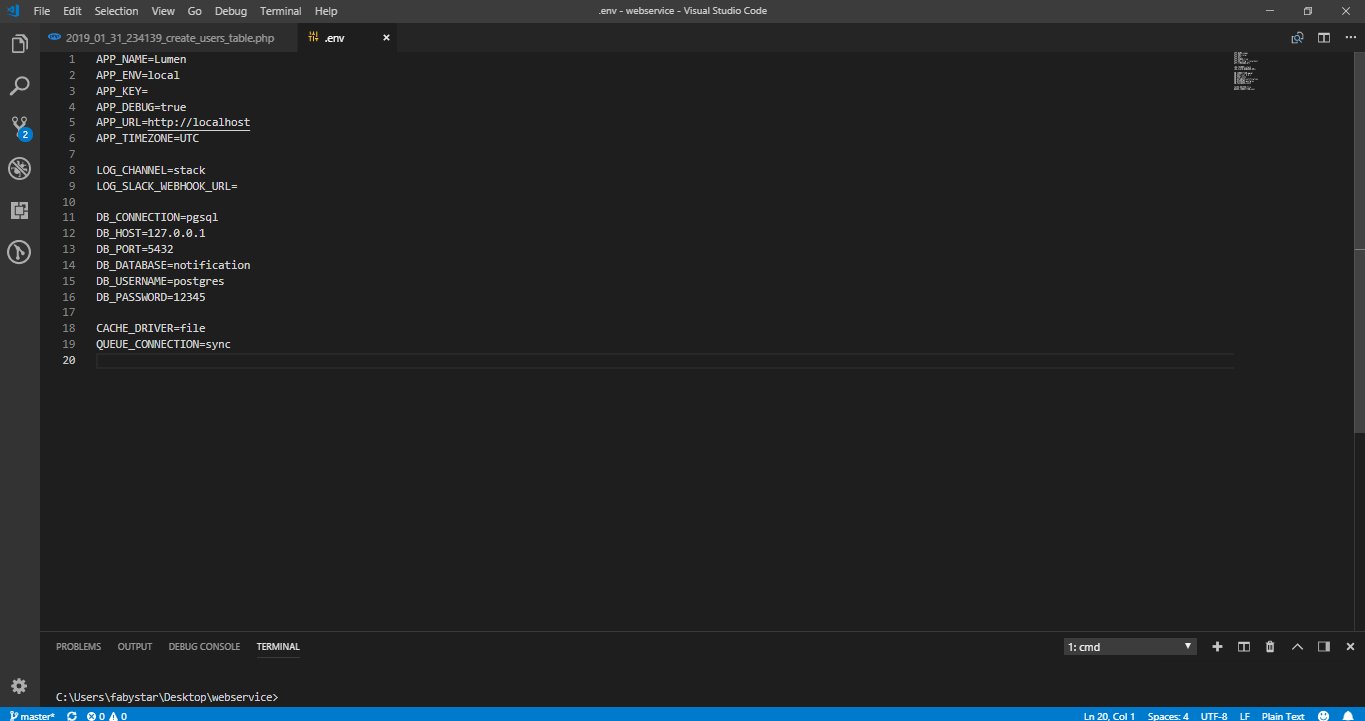 File Edit Selection View Go Debug Terminal Help
.env - webservice - Visual Studio Code
2019_01_31_234139_create_users_table.php
.env
1 APP_NAME=Lumen
2 APP_ENV=local
3 APP_KEY=
4 APP_DEBUG=true
5 APP_URL=http://localhost
6 APP_TIMEZONE=UTC
7
8 LOG_CHANNEL=stack
9 LOG_SLACK_WEBHOOK_URL=
10
11 DB_CONNECTION=pgsql
12 DB_HOST=127.0.0.1
13 DB_PORT=5432
14 DB_DATABASE=notification
15 DB_USERNAME=postgres
16 DB_PASSWORD=12345
17
18 CACHE_DRIVER=file
19 QUEUE_CONNECTION=sync
20
2
PROBLEMS OUTPUT DEBUG CONSOLE TERMINAL
1: cmd
C:\Users\fabystar\Desktop\webservice>
master* 0 0
Ln 20, Col 1 Spaces: 4 UTF-8 LF Plain Text